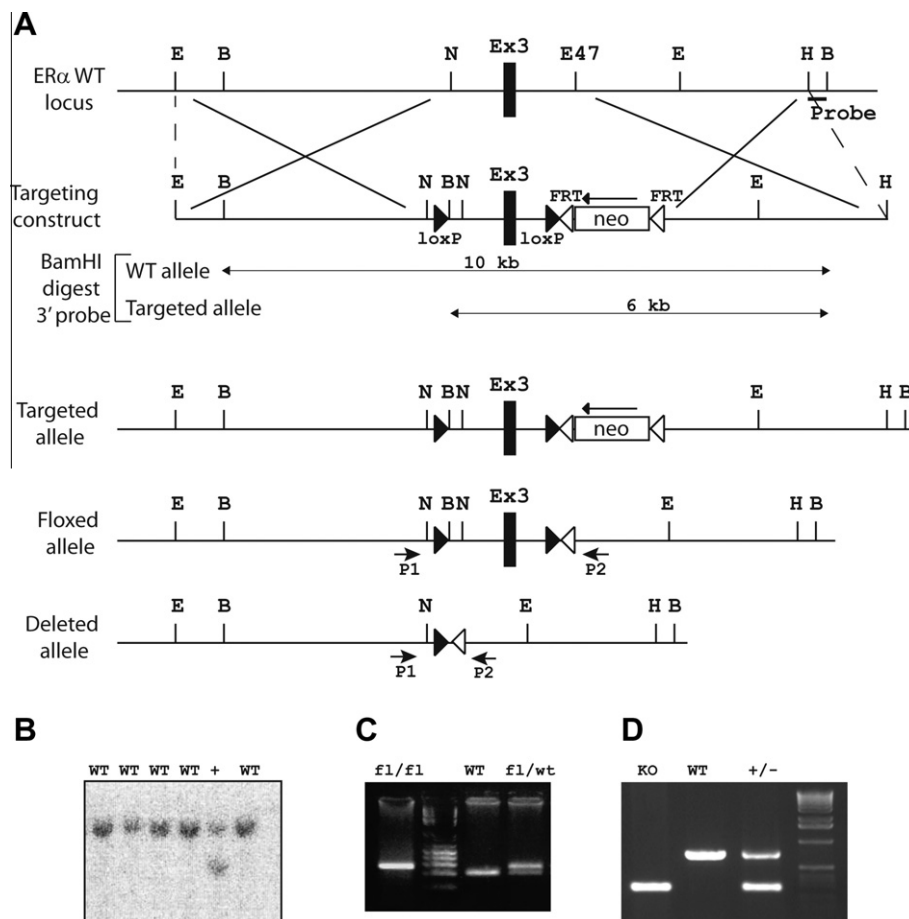 A
Ex3
E B N E47 E H B
ERα WT
locus
Probe
Ex3
E B N B N FRT FRT E H
Targeting
construct
neo
loxP loxP
BamHI
digest
3' probe
WT allele
10 kb
Targeted allele
6 kb
Ex3
E B N B N E H B
Targeted
allele
neo
Ex3
E B N B N E H B
Floxed
allele
P1 P2
E B N E H B
Deleted
allele
P1 P2
B C D
WT WT WT WT + WT
fl/fl WT fl/wt
KO WT +/-